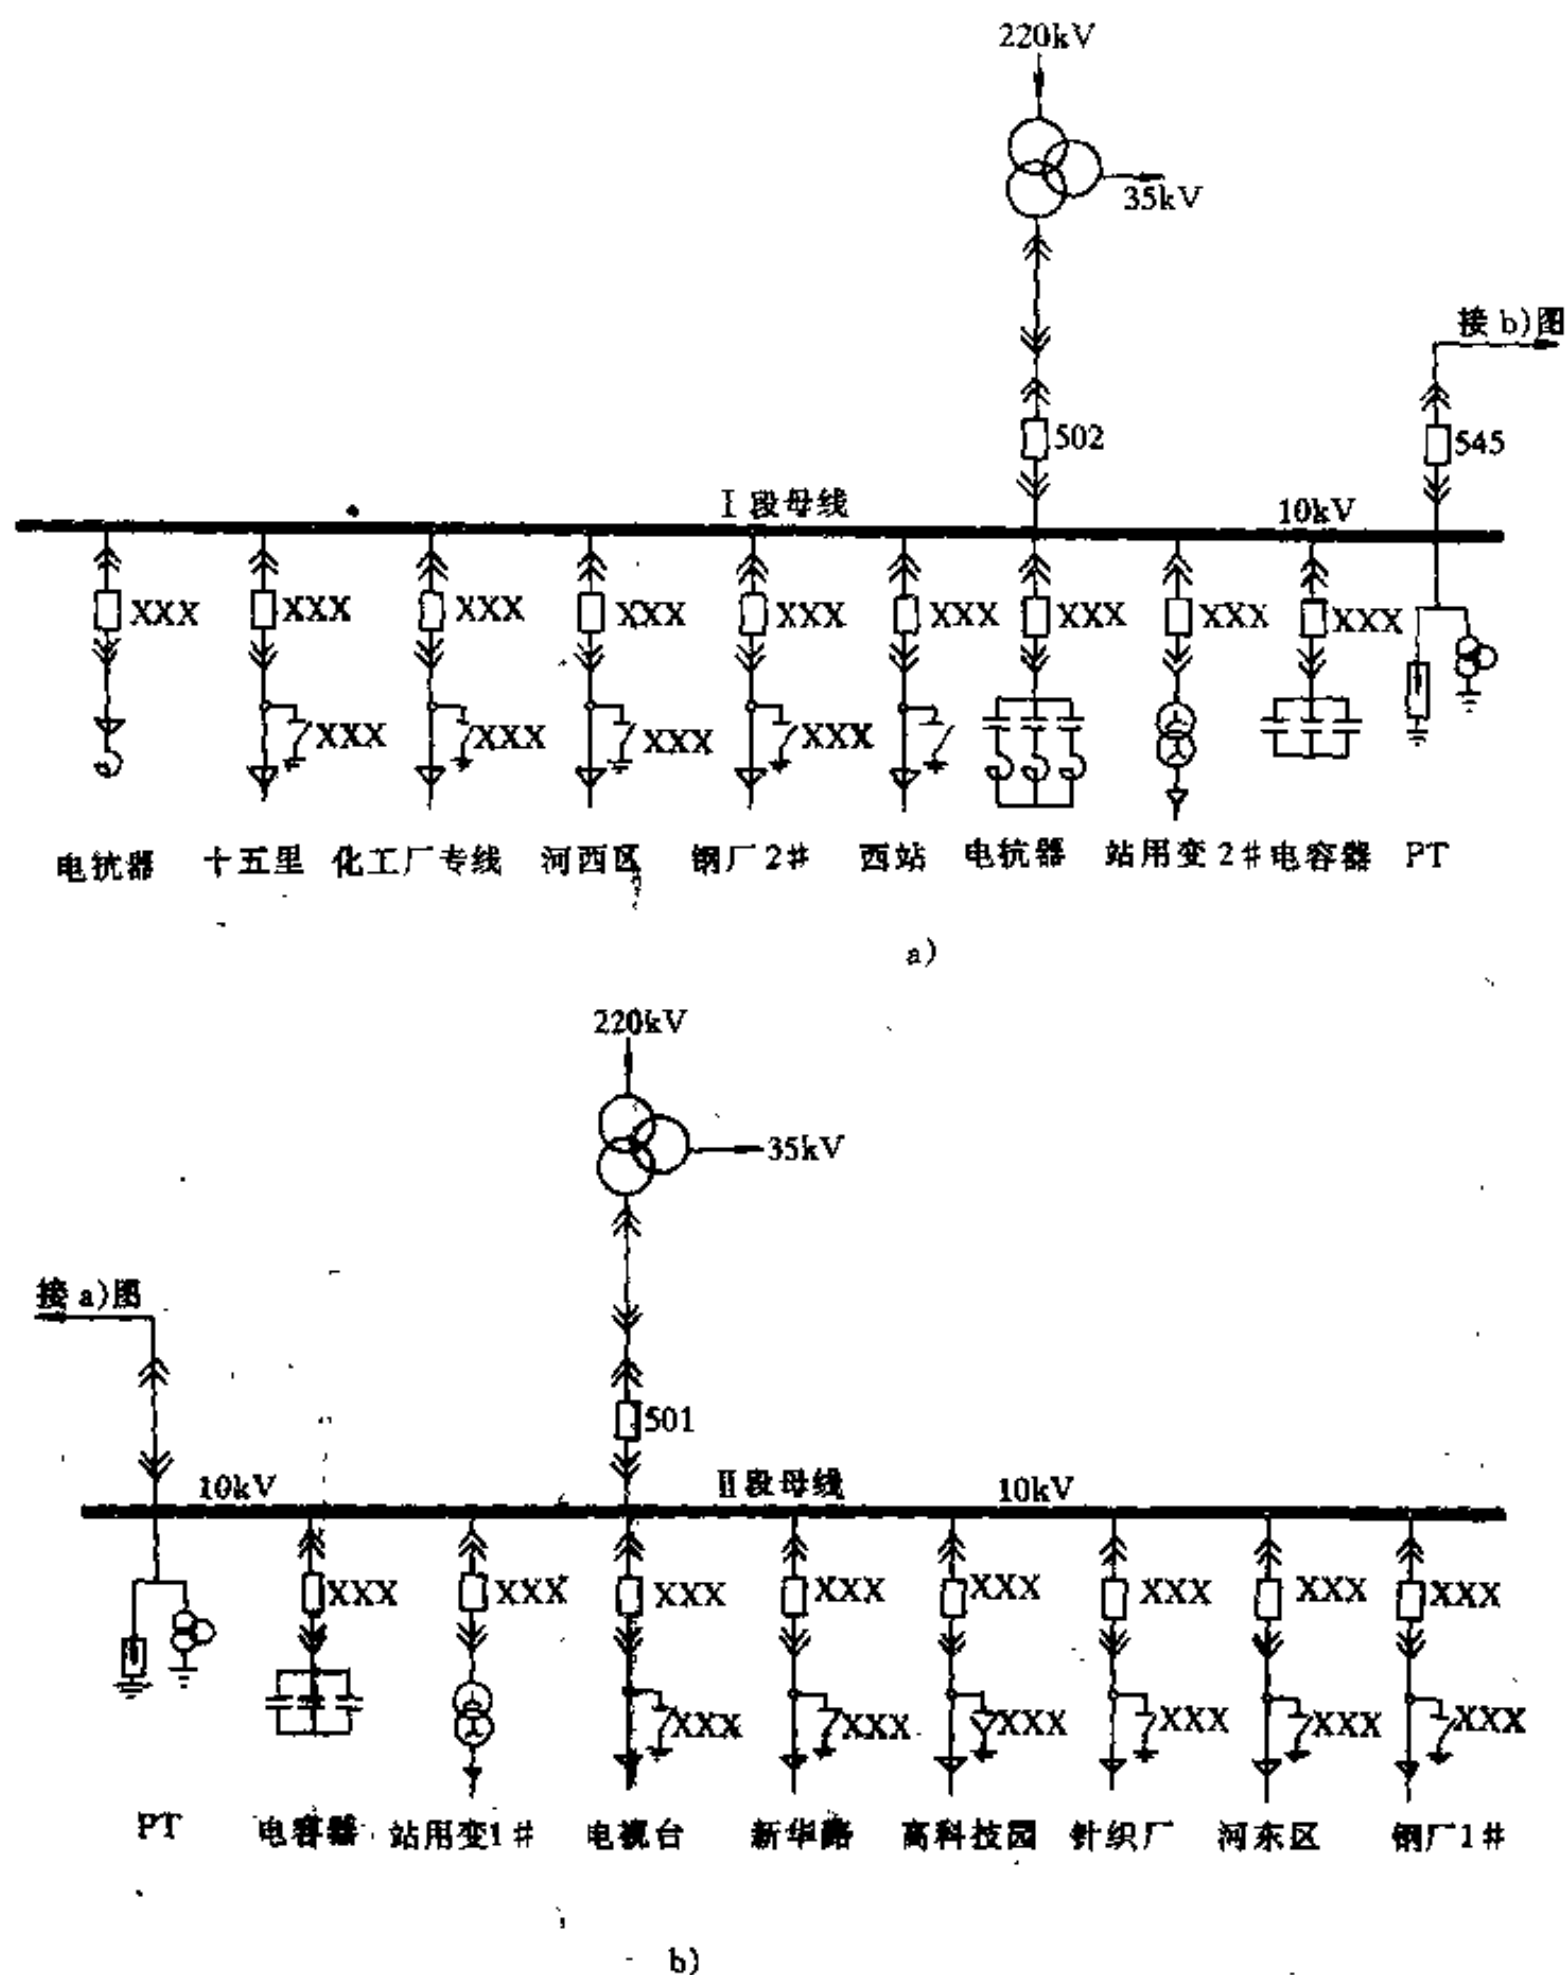 220kV
35kV
接 b)图
502
545
Ⅰ段母线
10kV
XXX XXX XXX XXX XXX XXX XXX XXX XXX
XXX XXX XXX XXX
电抗器 十五里 化工厂专线 河西区 钢厂2# 西站 电抗器 站用变2# 电容器 PT
a)
220kV
35kV
接 a)图
501
10kV Ⅱ段母线 10kV
XXX XXX XXX XXX XXX XXX XXX XXX
XXX XXX XXX XXX XXX XXX
PT 电容器 站用变1# 电视台 新华路 高科技园 针织厂 河东区 钢厂1#
b)